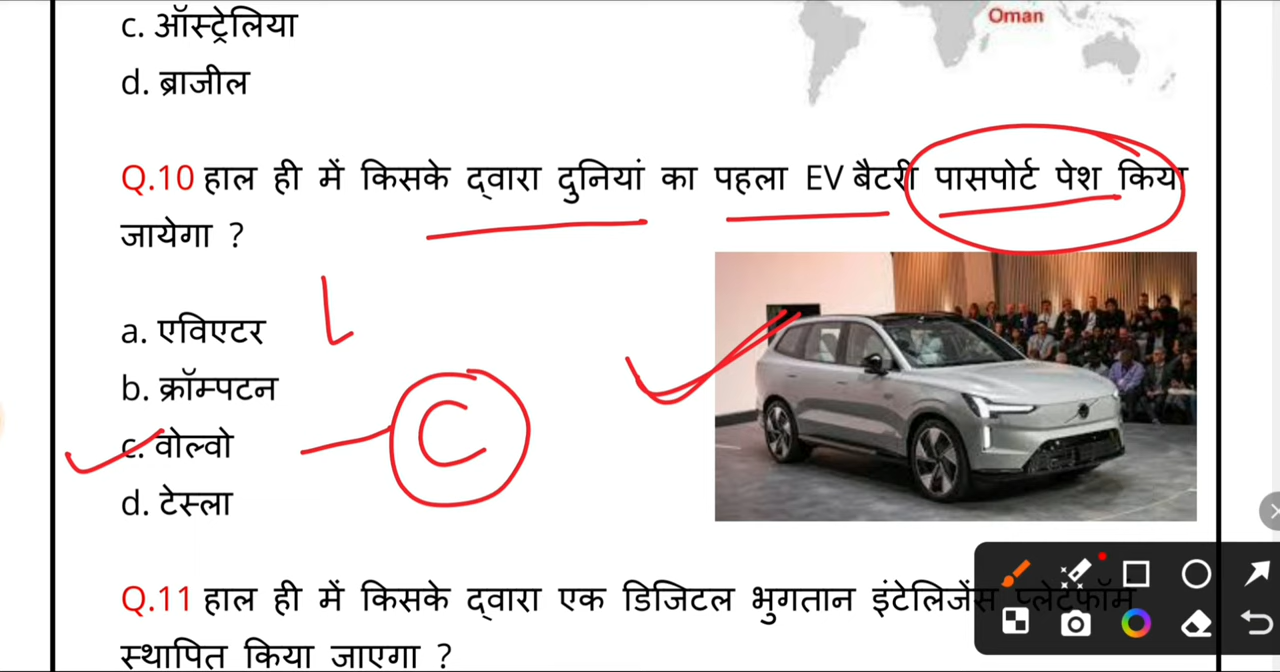 c. ऑस्ट्रेलिया
Oman
d. ब्राजील
Q.10 हाल ही में किसके द्वारा दुनियां का पहला EV बैटरी पासपोर्ट पेश किया
जायेगा ?
a. एविएटर
b. क्रॉम्पटन
c. वोल्वो
C
d. टेस्ला
Q.11 हाल ही में किसके द्वारा एक डिजिटल भुगतान इंटेलिजेंस प्लेटफ़ॉर्म
स्थापित किया जाएगा ?